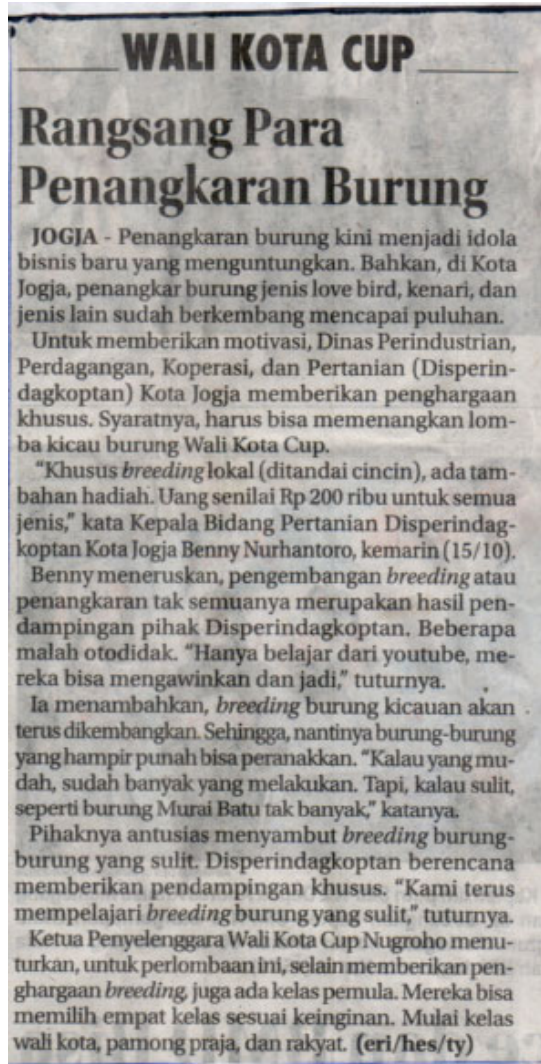 WALI KOTA CUP
Rangsang Para
Penangkaran Burung
JOGJA - Penangkaran burung kini menjadi idola
bisnis baru yang menguntungkan. Bahkan, di Kota
Jogja, penangkar burung jenis love bird, kenari, dan
jenis lain sudah berkembang mencapai puluhan.
Untuk memberikan motivasi, Dinas Perindustrian,
Perdagangan, Koperasi, dan Pertanian (Disperin-
dagkoptan) Kota Jogja memberikan penghargaan
khusus. Syaratnya, harus bisa memenangkan lom-
ba kicau burung Wali Kota Cup.
"Khusus breeding lokal (ditandai cincin), ada tam-
bahan hadiah. Uang senilai Rp 200 ribu untuk semua
jenis," kata Kepala Bidang Pertanian Disperindag-
koptan Kota Jogja Benny Nurhantoro, kemarin (15/10).
Benny meneruskan, pengembangan breeding atau
penangkaran tak semuanya merupakan hasil pen-
dampingan pihak Disperindagkoptan. Beberapa
malah otodidak. "Hanya belajar dari youtube, me-
reka bisa mengawinkan dan jadi," tuturnya.
Ia menambahkan, breeding burung kicauan akan
terus dikembangkan. Sehingga, nantinya burung-burung
yang hampir punah bisa peranakkan. "Kalau yang mu-
dah, sudah banyak yang melakukan. Tapi, kalau sulit,
seperti burung Murai Batu tak banyak," katanya.
Pihaknya antusias menyambut breeding burung-
burung yang sulit. Disperindagkoptan berencana
memberikan pendampingan khusus. "Kami terus
mempelajari breeding burung yang sulit," tuturnya.
Ketua Penyelenggara Wali Kota Cup Nugroho menu-
turkan, untuk perlombaan ini, selain memberikan pen-
ghargaan breeding, juga ada kelas pemula. Mereka bisa
memilih empat kelas sesuai keinginan. Mulai kelas
wali kota, pamong praja, dan rakyat. (eri/hes/ty)